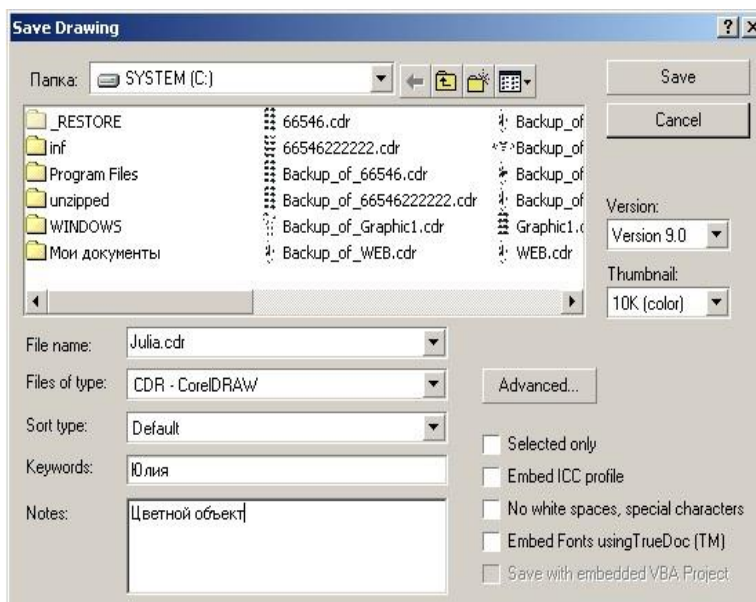 Save Drawing
Папка: SYSTEM (C:)
Save
Cancel
_RESTORE
inf
Program Files
unzipped
WINDOWS
Мои документы
66546.cdr
66546222222.cdr
Backup_of_66546.cdr
Backup_of_66546222222.cdr
Backup_of_Graphic1.cdr
Backup_of_WEB.cdr
Backup_of
Backup_of
Backup_of
Backup_of
Graphic1.c
WEB.cdr
Version:
Version 9.0
Thumbnail:
10K (color)
File name: Julia.cdr
Files of type: CDR - CorelDRAW
Advanced...
Sort type: Default
Keywords: Юлия
Notes: Цветной объект
Selected only
Embed ICC profile
No white spaces, special characters
Embed Fonts usingTrueDoc (TM)
Save with embedded VBA Project